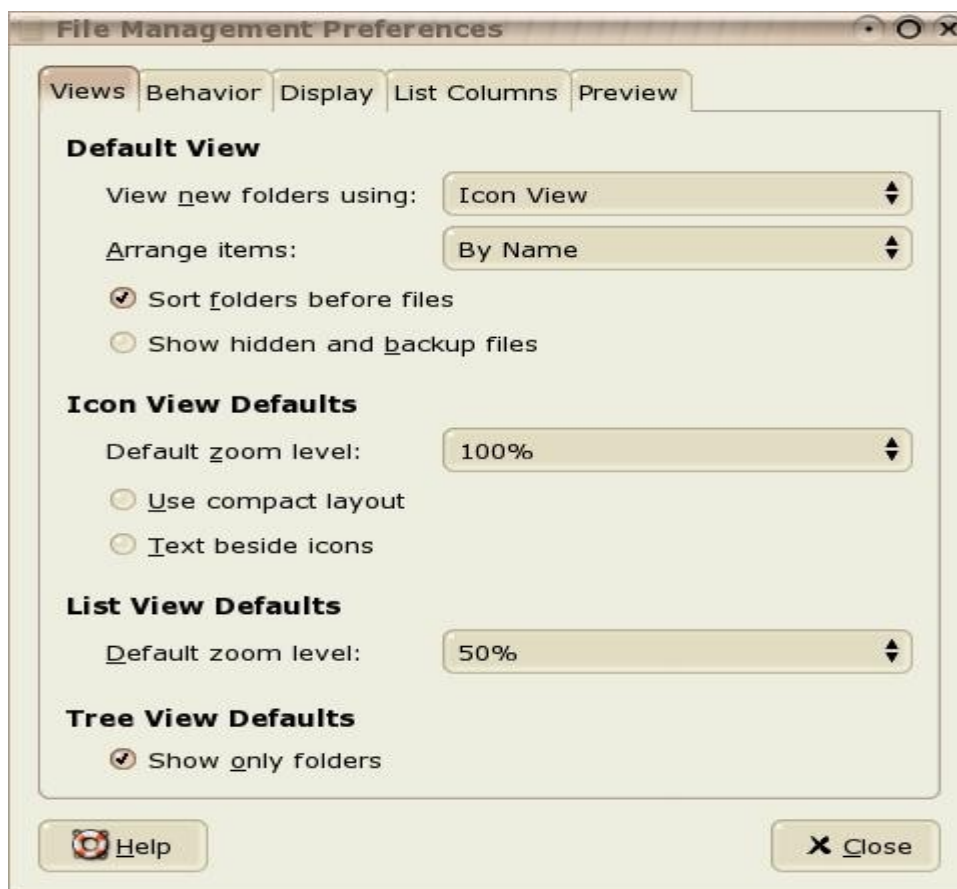 File Management Preferences
Views Behavior Display List Columns Preview
Default View
View new folders using: Icon View
Arrange items: By Name
Sort folders before files
Show hidden and backup files
Icon View Defaults
Default zoom level: 100%
Use compact layout
Text beside icons
List View Defaults
Default zoom level: 50%
Tree View Defaults
Show only folders
Help Close